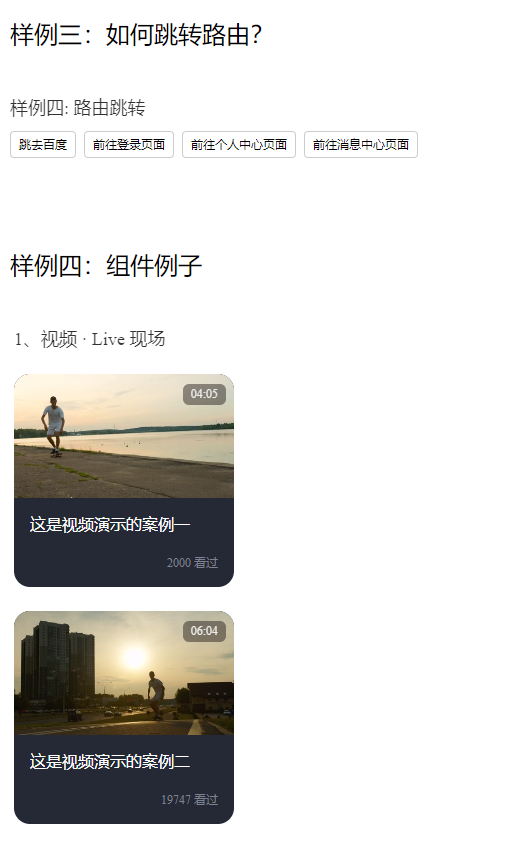 样例三：如何跳转路由？
样例四: 路由跳转
跳去百度 前往登录页面 前往个人中心页面 前往消息中心页面
样例四：组件例子
1、视频 · Live 现场
04:05
这是视频演示的案例一
2000 看过
06:04
这是视频演示的案例二
19747 看过